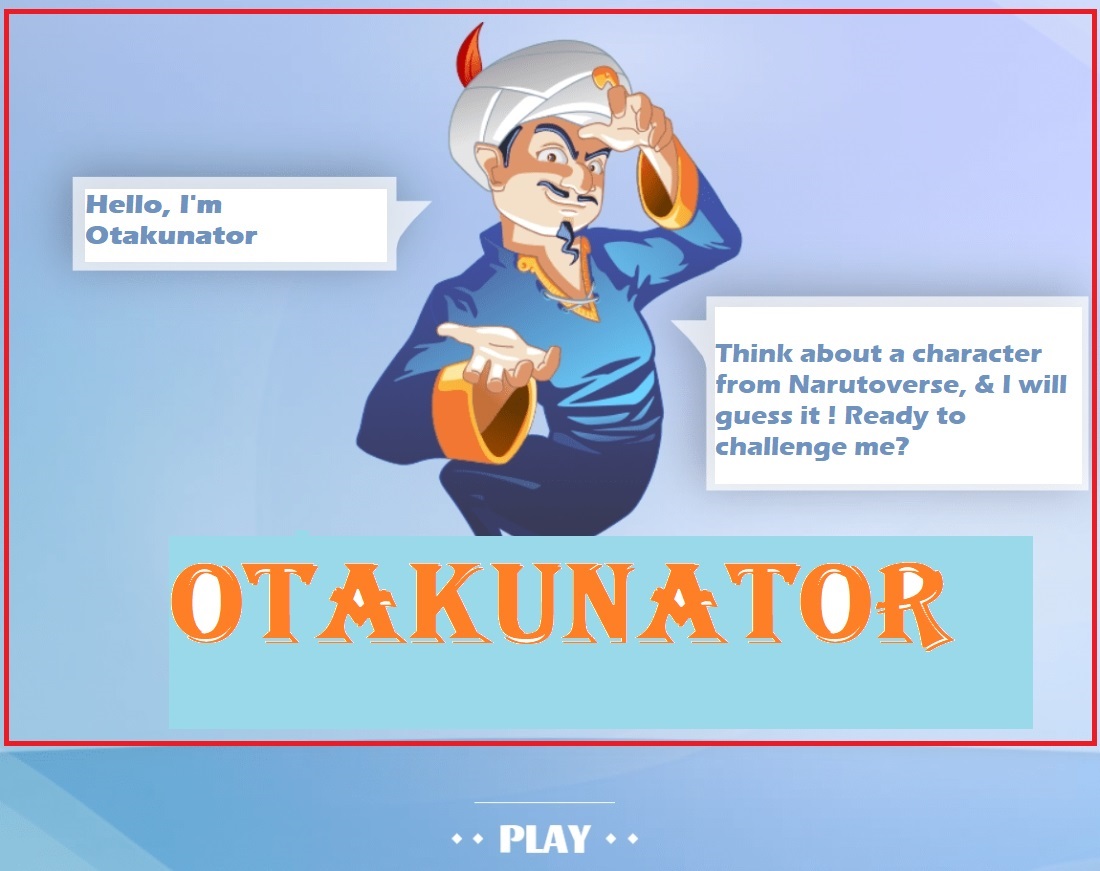 Hello, I'm
Otakunator
Think about a character
from Narutoverse, & I will
guess it ! Ready to
challenge me?
OTAKUNATOR
PLAY